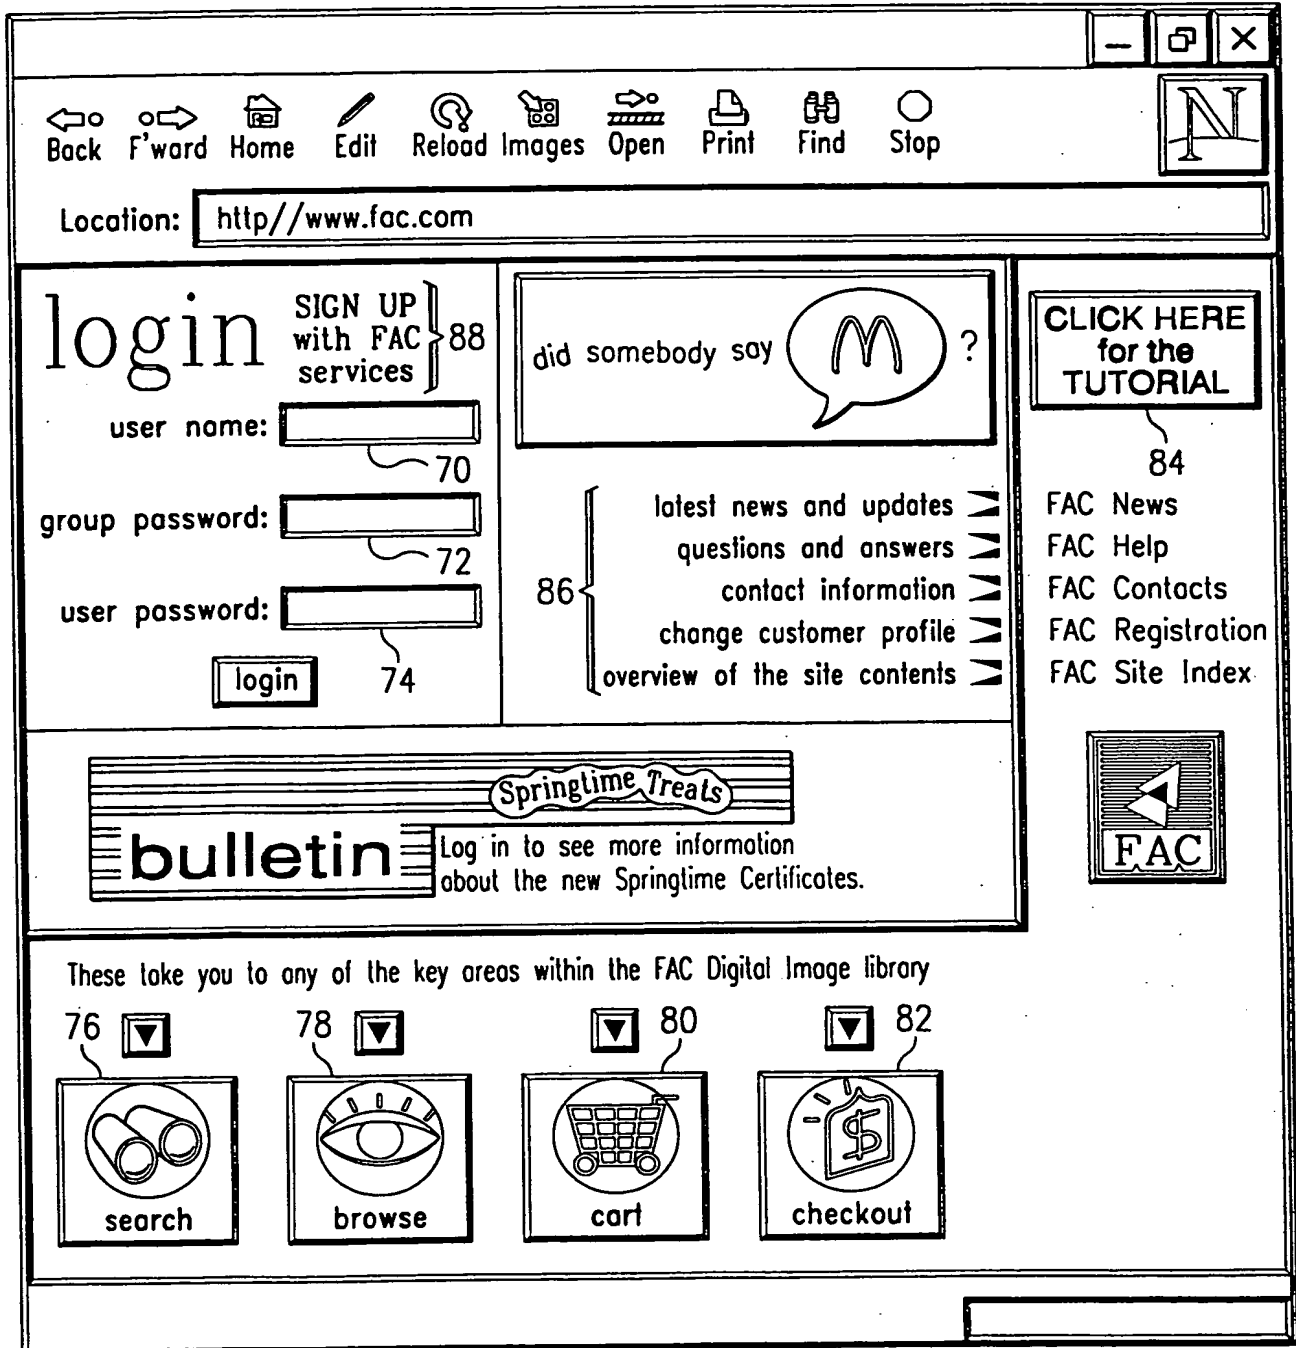 Back F'ward Home Edit Reload Images Open Print Find Stop
N
Location: http//www.fac.com
login
SIGN UP
with FAC
services
88
user name:
70
group password:
72
user password:
74
login
did somebody say M ?
CLICK HERE
for the
TUTORIAL
84
86
latest news and updates FAC News
questions and answers FAC Help
contact information FAC Contacts
change customer profile FAC Registration
overview of the site contents FAC Site Index
Springtime Treats
bulletin
Log in to see more information
about the new Springtime Certificates.
FAC
These take you to any of the key areas within the FAC Digital Image library
76 78 80 82
$
search browse cart checkout